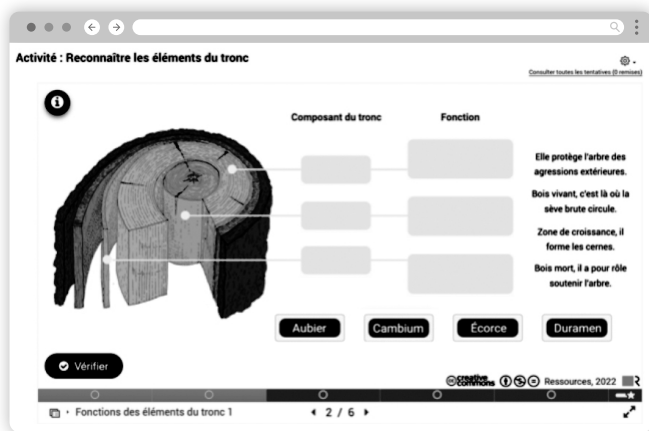 Activité : Reconnaître les éléments du tronc
Consulter toutes les tentatives (0 remises)
Composant du tronc
Fonction
Elle protège l'arbre des
agressions extérieures.
Bois vivant, c'est là où la
sève brute circule.
Zone de croissance, il
forme les cernes.
Bois mort, il a pour rôle
soutenir l'arbre.
Aubier
Cambium
Écorce
Duramen
Vérifier
creative commons
Ressources, 2022
Fonctions des éléments du tronc 1
2 / 6